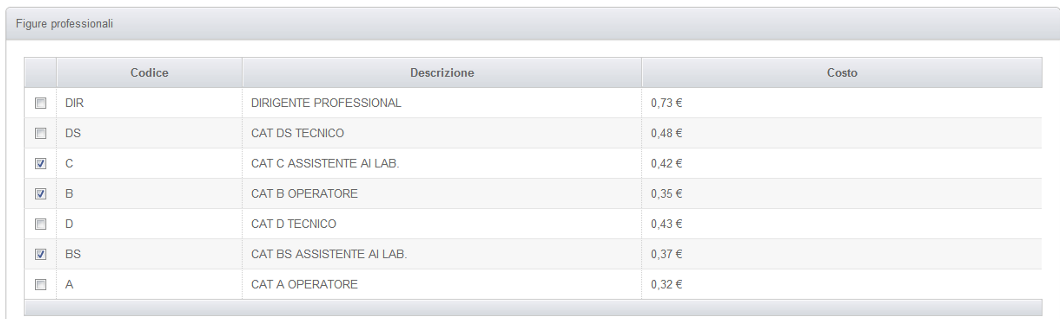 Figure professionali
Codice Descrizione Costo
DIR DIRIGENTE PROFESSIONAL 0,73 €
DS CAT DS TECNICO 0,48 €
C CAT C ASSISTENTE AI LAB. 0,42 €
B CAT B OPERATORE 0,35 €
D CAT D TECNICO 0,43 €
BS CAT BS ASSISTENTE AI LAB. 0,37 €
A CAT A OPERATORE 0,32 €